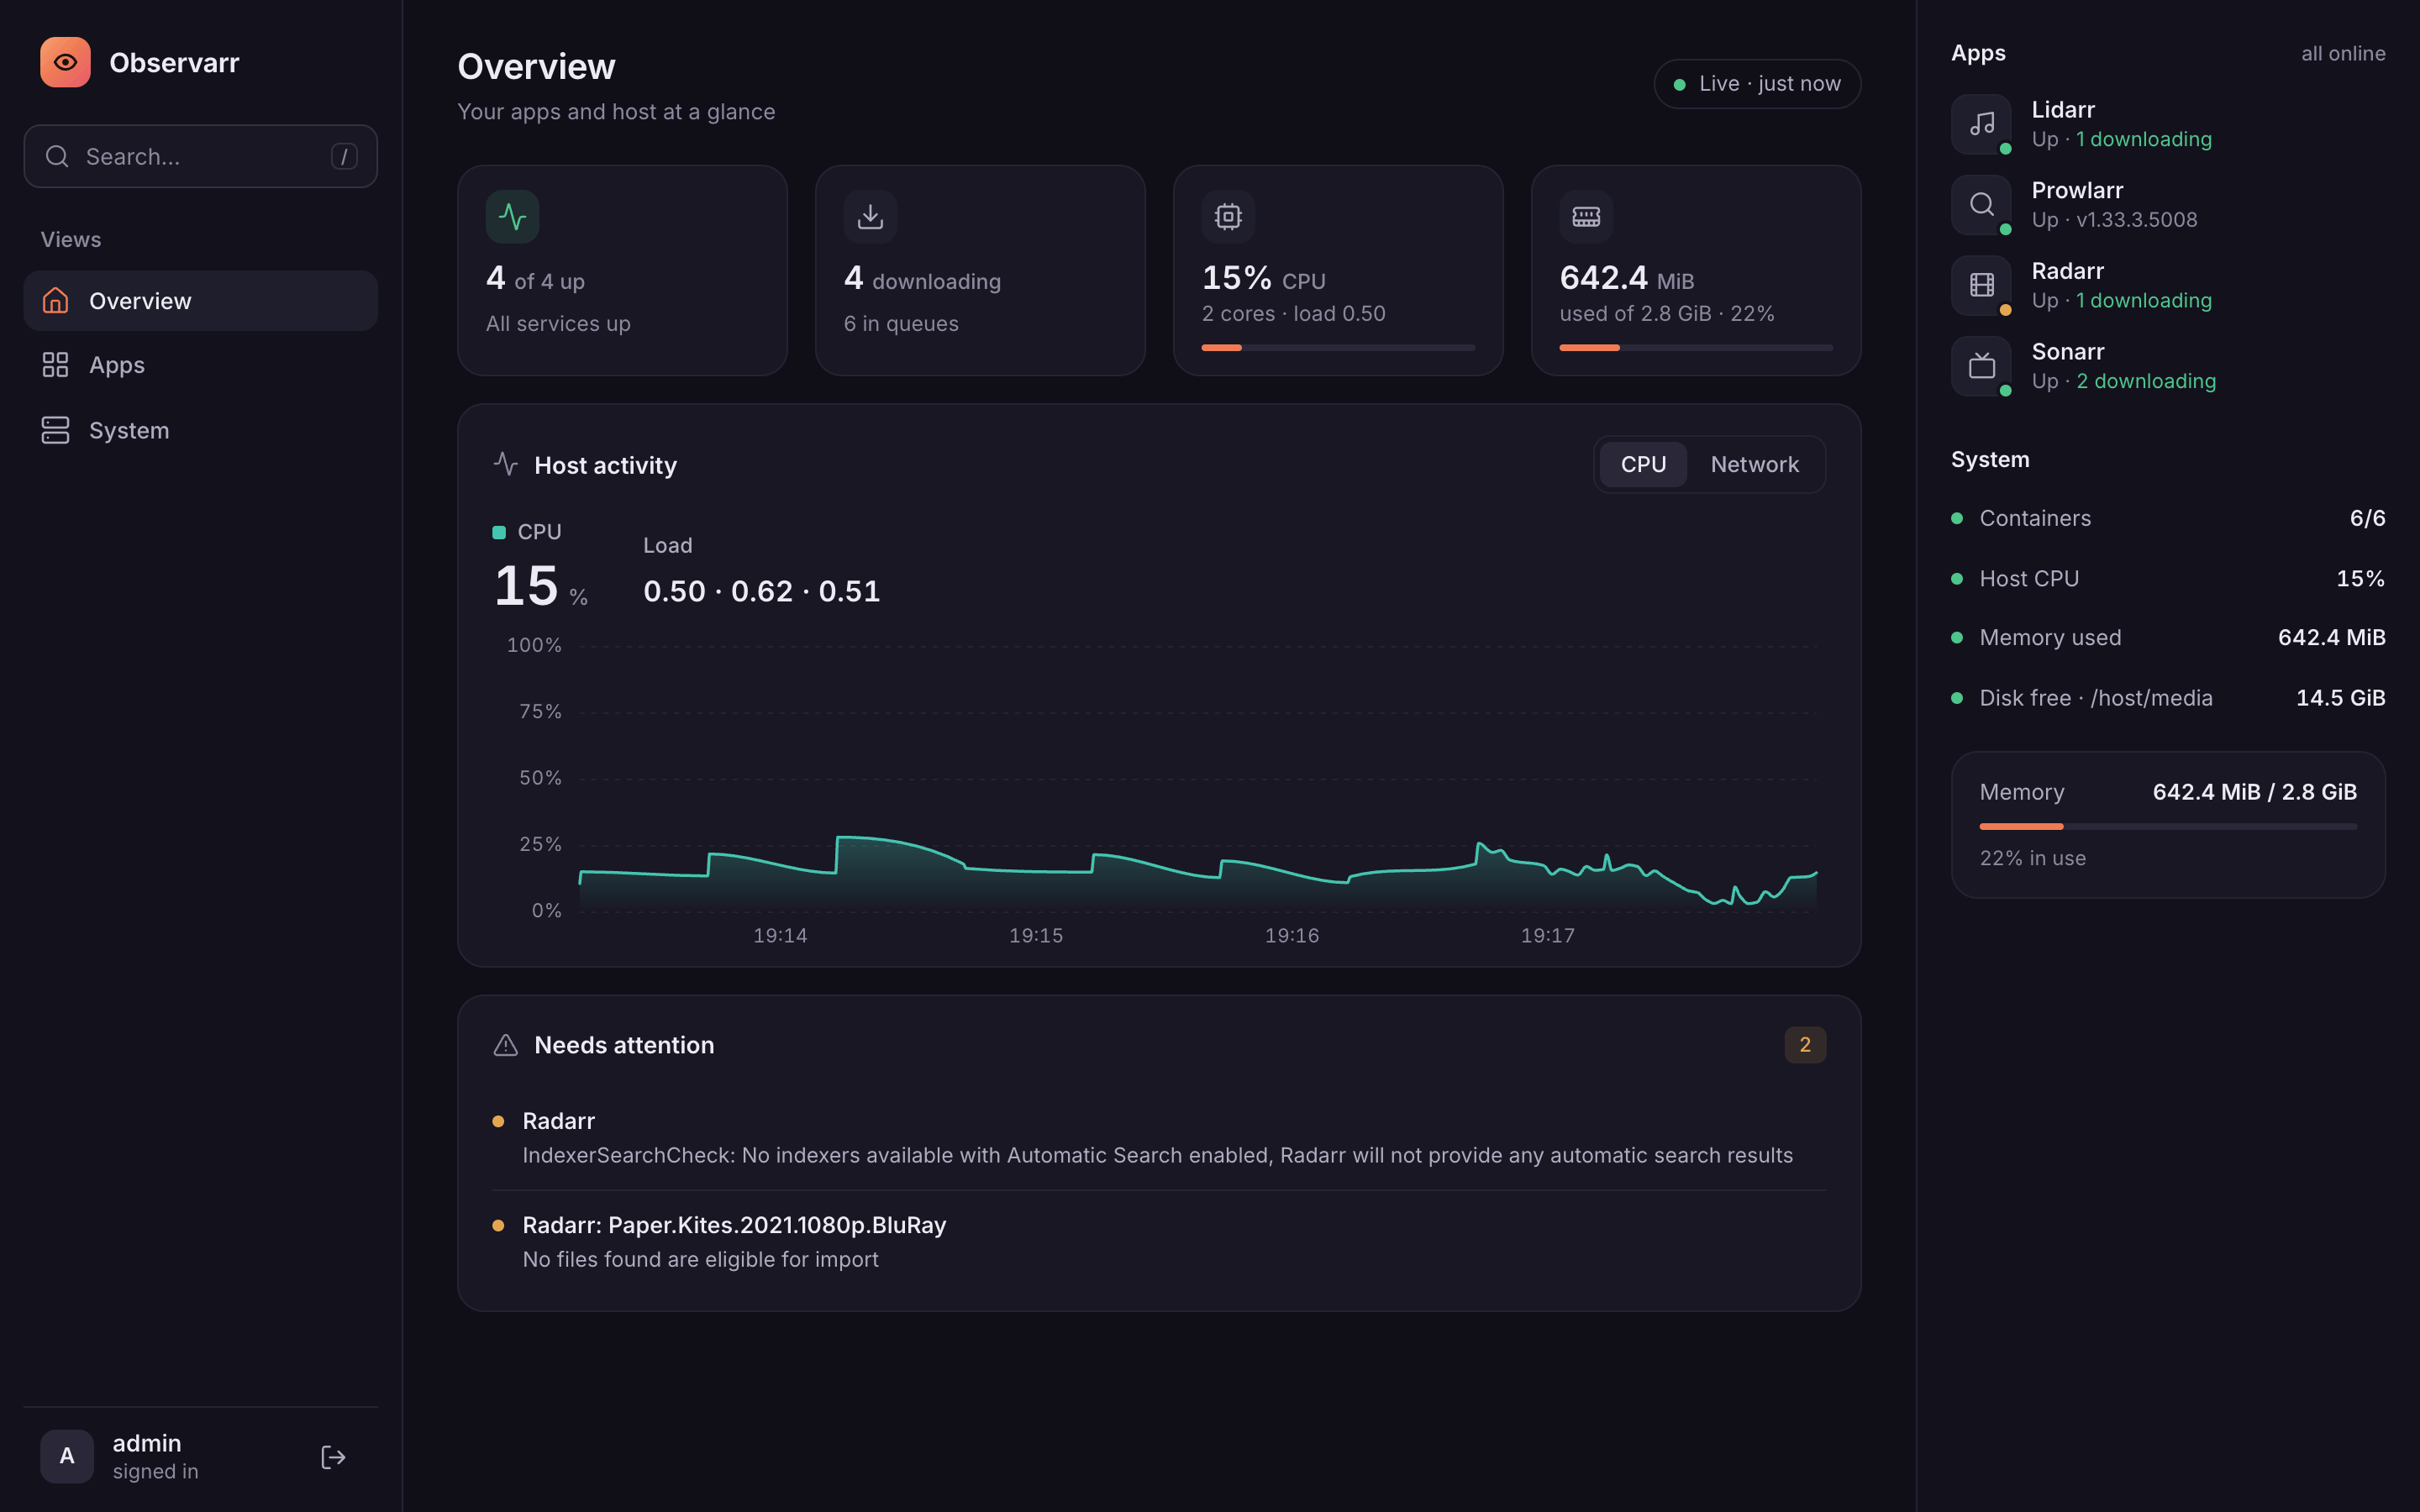 Observarr
Search...
/
Views
Overview
Apps
System
A
admin
signed in
Overview
Your apps and host at a glance
Live · just now
4 of 4 up
All services up
4 downloading
6 in queues
15% CPU
2 cores · load 0.50
642.4 MiB
used of 2.8 GiB · 22%
Host activity
CPU
Network
CPU
15 %
Load
0.50 · 0.62 · 0.51
100%
75%
50%
25%
0%
19:14
19:15
19:16
19:17
Needs attention
2
Radarr
IndexerSearchCheck: No indexers available with Automatic Search enabled, Radarr will not provide any automatic search results
Radarr: Paper.Kites.2021.1080p.BluRay
No files found are eligible for import
Apps
all online
Lidarr
Up · 1 downloading
Prowlarr
Up · v1.33.3.5008
Radarr
Up · 1 downloading
Sonarr
Up · 2 downloading
System
Containers 6/6
Host CPU 15%
Memory used 642.4 MiB
Disk free · /host/media 14.5 GiB
Memory 642.4 MiB / 2.8 GiB
22% in use